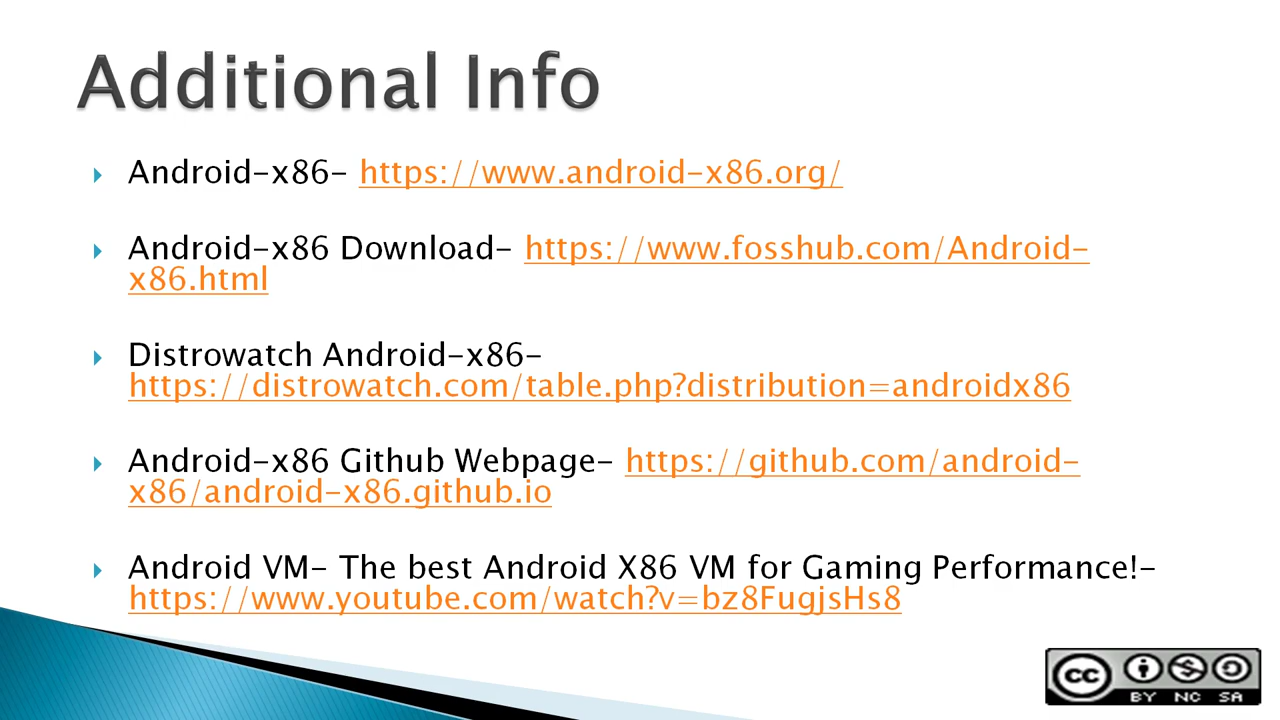 Additional Info
Android-x86- https://www.android-x86.org/
Android-x86 Download- https://www.fosshub.com/Android-
x86.html
Distrowatch Android-x86-
https://distrowatch.com/table.php?distribution=androidx86
Android-x86 Github Webpage- https://github.com/android-
x86/android-x86.github.io
Android VM- The best Android X86 VM for Gaming Performance!-
https://www.youtube.com/watch?v=bz8FugjsHs8
cc
BY NC SA